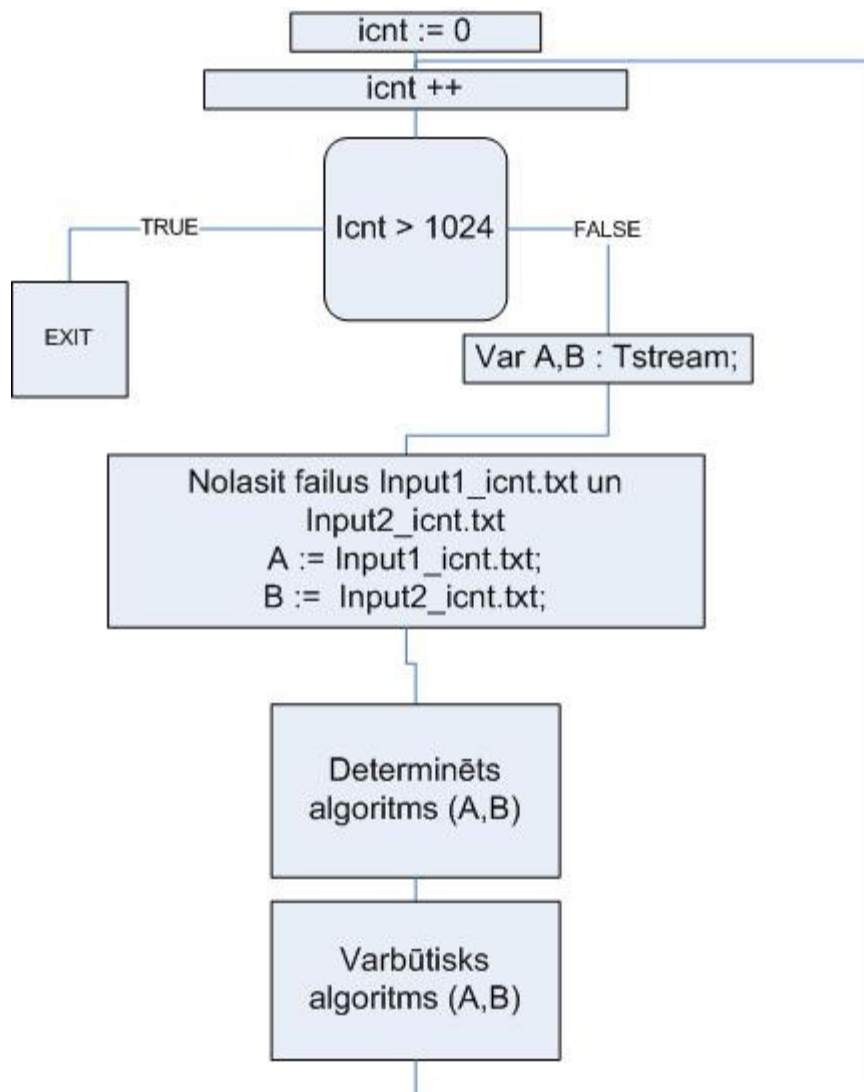 icnt := 0
icnt ++
Icnt > 1024
TRUE
FALSE
EXIT
Var A,B : Tstream;
Nolasit failus Input1_icnt.txt un
Input2_icnt.txt
A := Input1_icnt.txt;
B := Input2_icnt.txt;
Determinēts
algoritms (A,B)
Varbūtisks
algoritms (A,B)